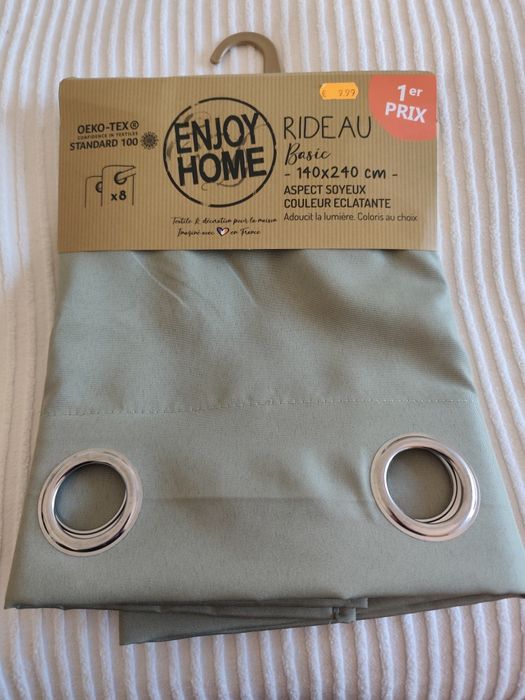 OEKO-TEX®
CONFIDENCE IN TEXTILES
STANDARD 100
x8
ENJOY
HOME
Textile & décoration pour la maison
Imaginé avec en France
€ 9.99
1er
PRIX
RIDEAU
Basic
- 140x240 cm -
ASPECT SOYEUX
COULEUR ECLATANTE
Adoucit la lumière. Coloris au choix